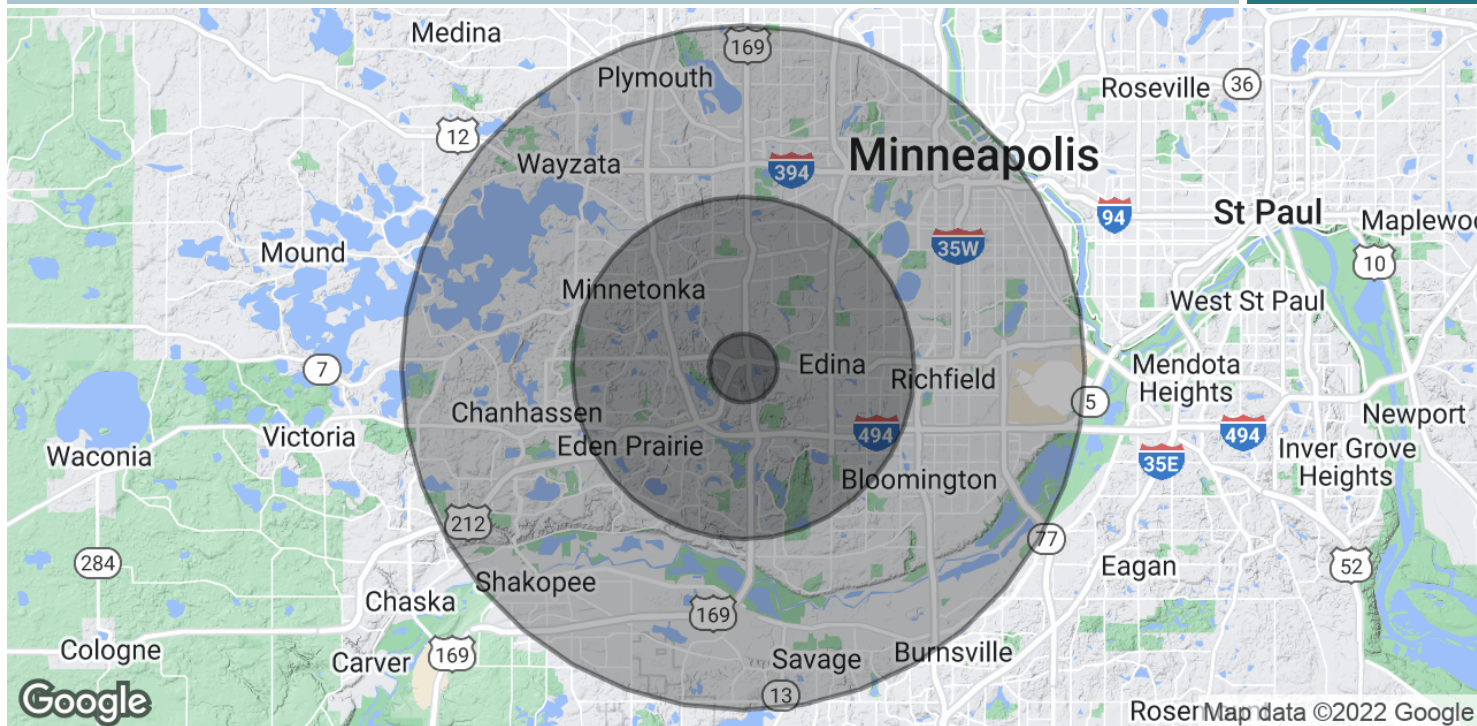 Medina
169
Plymouth
Roseville
36
12
Wayzata
394
Minneapolis
94
St Paul
Maplewoo
Mound
35W
10
Minnetonka
West St Paul
7
Edina
Richfield
Mendota
Heights
5
Chanhassen
Newport
Victoria
Eden Prairie
494
494
Waconia
Inver Grove
Heights
35E
Bloomington
212
77
284
Eagan
52
Shakopee
Chaska
169
Cologne
Carver
169
Savage
Burnsville
13
Google
Map data ©2022 Google